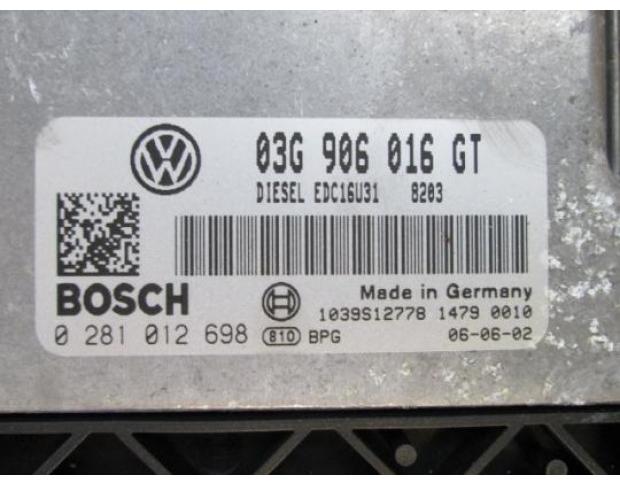 03G 906 016 GT
DIESEL EDC16U31 8203
BOSCH
Made in Germany
1039S12778 1479 0010
0 281 012 698 810 BPG 06-06-02